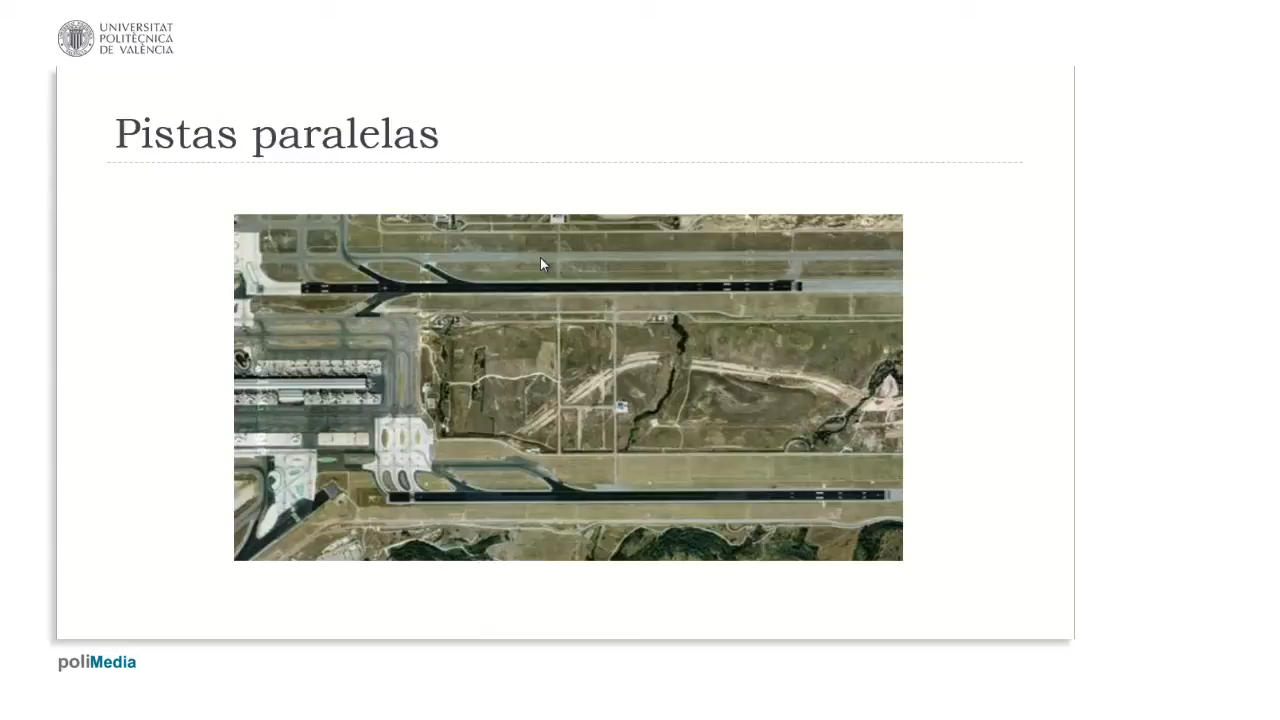 UNIVERSITAT
POLITÈCNICA
DE VALÈNCIA
Pistas paralelas
poliMedia